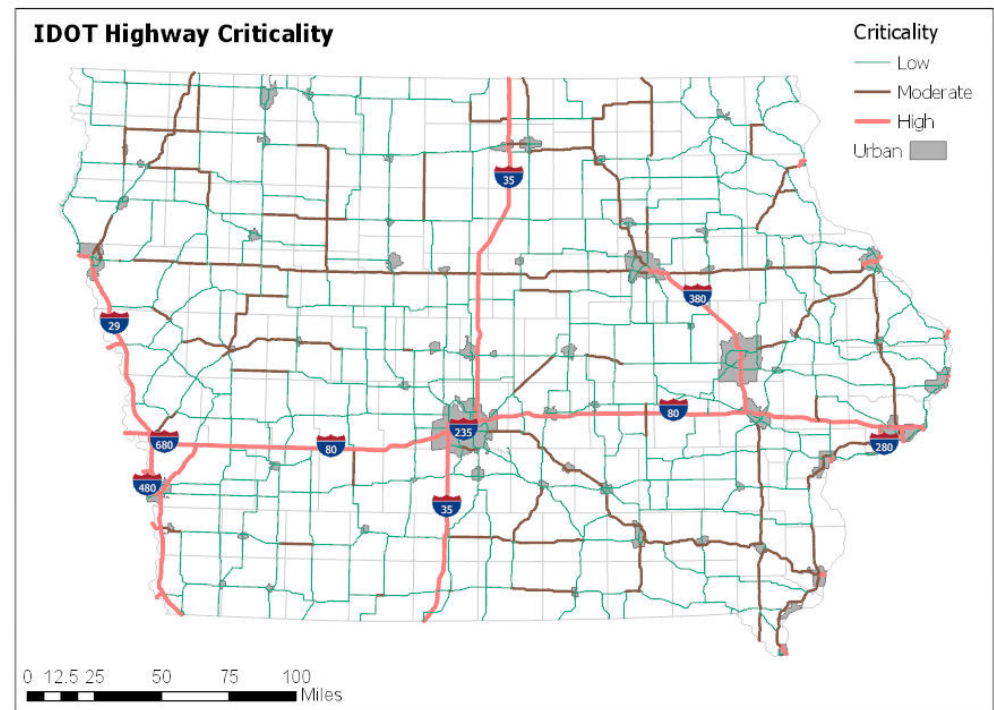 IDOT Highway Criticality
Criticality
Low
Moderate
High
Urban
35
29
380
235
80
680
80
280
480
35
0 12.5 25 50 75 100
Miles